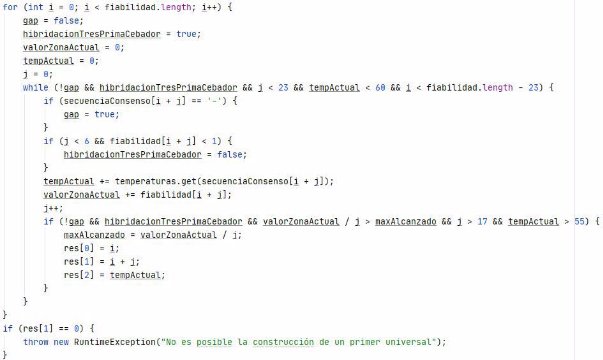 for (int i = 0; i < fiabilidad.length; i++) {
gap = false;
hibridacionTresPrimaCebador = true;
valorZonaActual = 0;
tempActual = 0;
j = 0;
while (!gap && hibridacionTresPrimaCebador && j < 23 && tempActual < 60 && i < fiabilidad.length - 23) {
if (secuenciaConsenso[i + j] == '-') {
gap = true;
}
if (j < 6 && fiabilidad[i + j] < 1) {
hibridacionTresPrimaCebador = false;
}
tempActual += temperaturas.get(secuenciaConsenso[i + j]);
valorZonaActual += fiabilidad[i + j];
j++;
if (!gap && hibridacionTresPrimaCebador && valorZonaActual / j > maxAlcanzado && j > 17 && tempActual > 55) {
maxAlcanzado = valorZonaActual / j;
res[0] = i;
res[1] = i + j;
res[2] = tempActual;
}
}
}
if (res[1] == 0) {
throw new RuntimeException("No es posible la construcción de un primer universal");
}